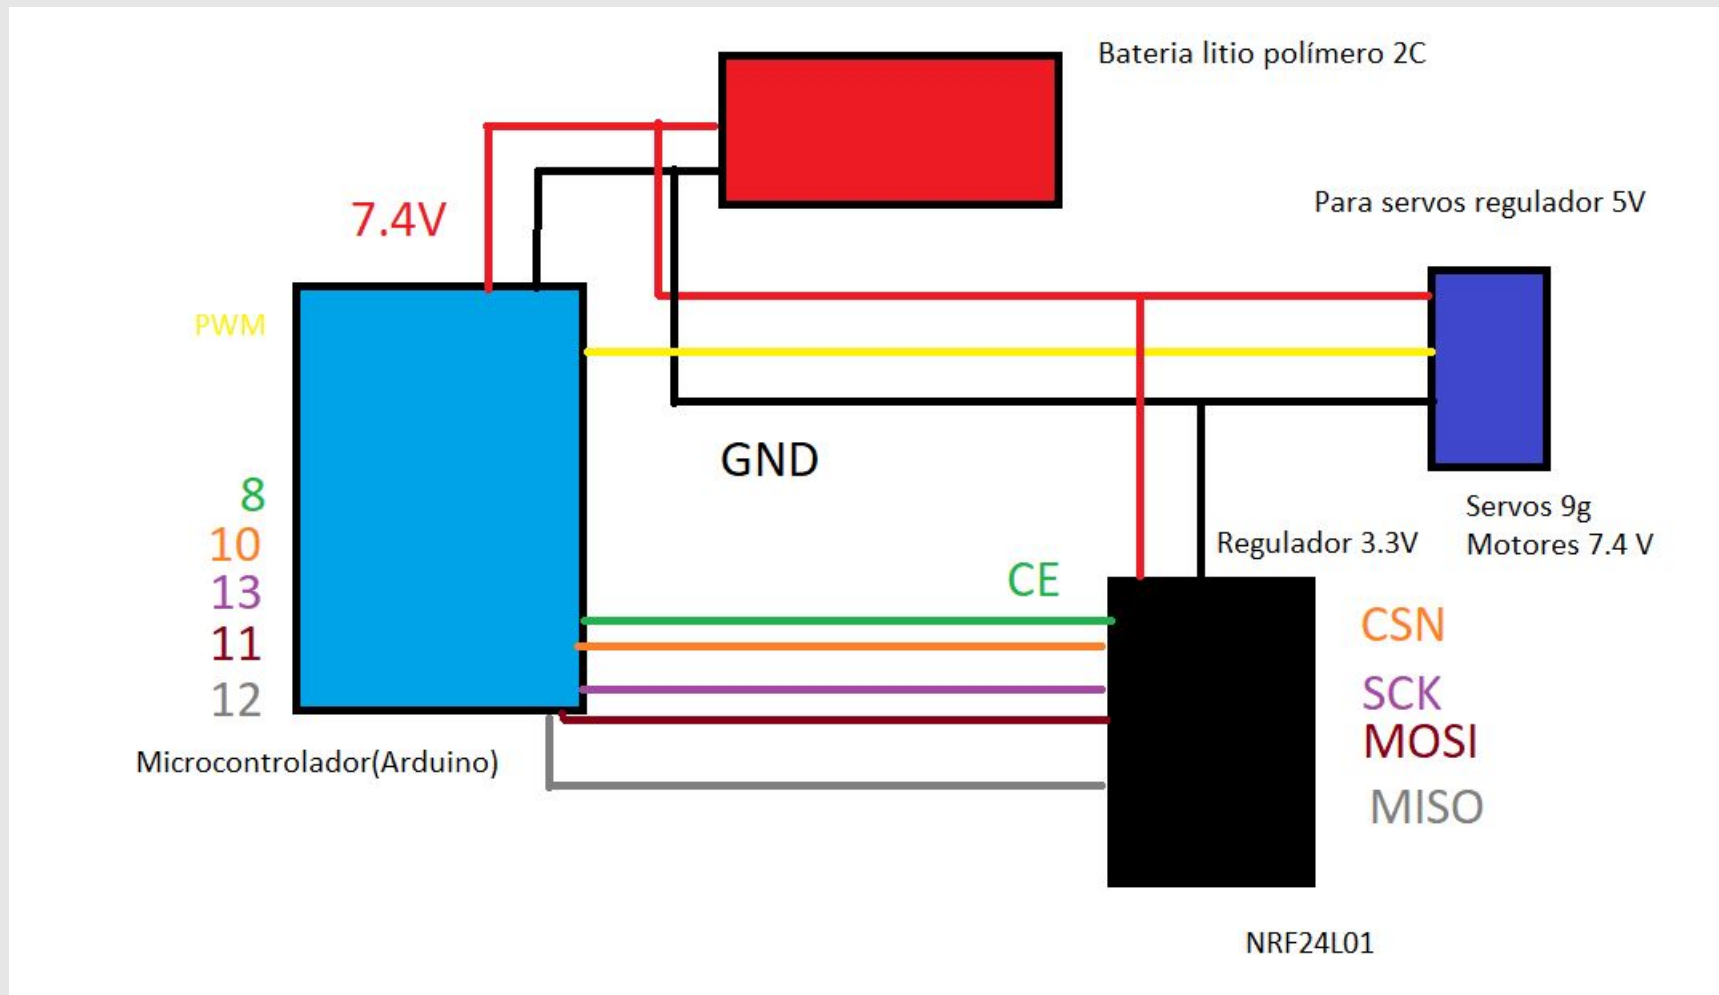 Bateria litio polímero 2C
Para servos regulador 5V
7.4V
PWM
GND
8
10
13
11
12
Servos 9g
Motores 7.4 V
Regulador 3.3V
CE
CSN
SCK
MOSI
MISO
Microcontrolador(Arduino)
NRF24L01